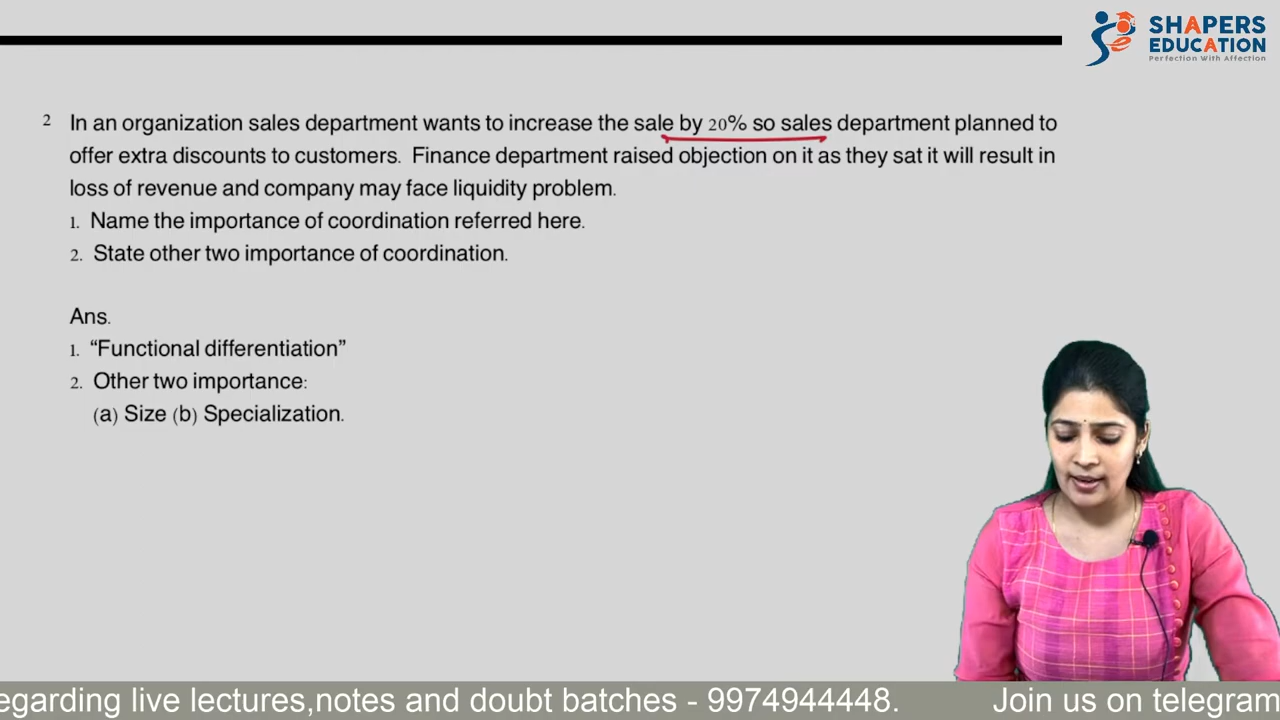 SHAPERS
EDUCATION
Perfection With Affection
2 In an organization sales department wants to increase the sale by 20% so sales department planned to
offer extra discounts to customers. Finance department raised objection on it as they sat it will result in
loss of revenue and company may face liquidity problem.
1. Name the importance of coordination referred here.
2. State other two importance of coordination.
Ans.
1. “Functional differentiation”
2. Other two importance:
(a) Size (b) Specialization.
egarding live lectures,notes and doubt batches - 9974944448. Join us on telegram